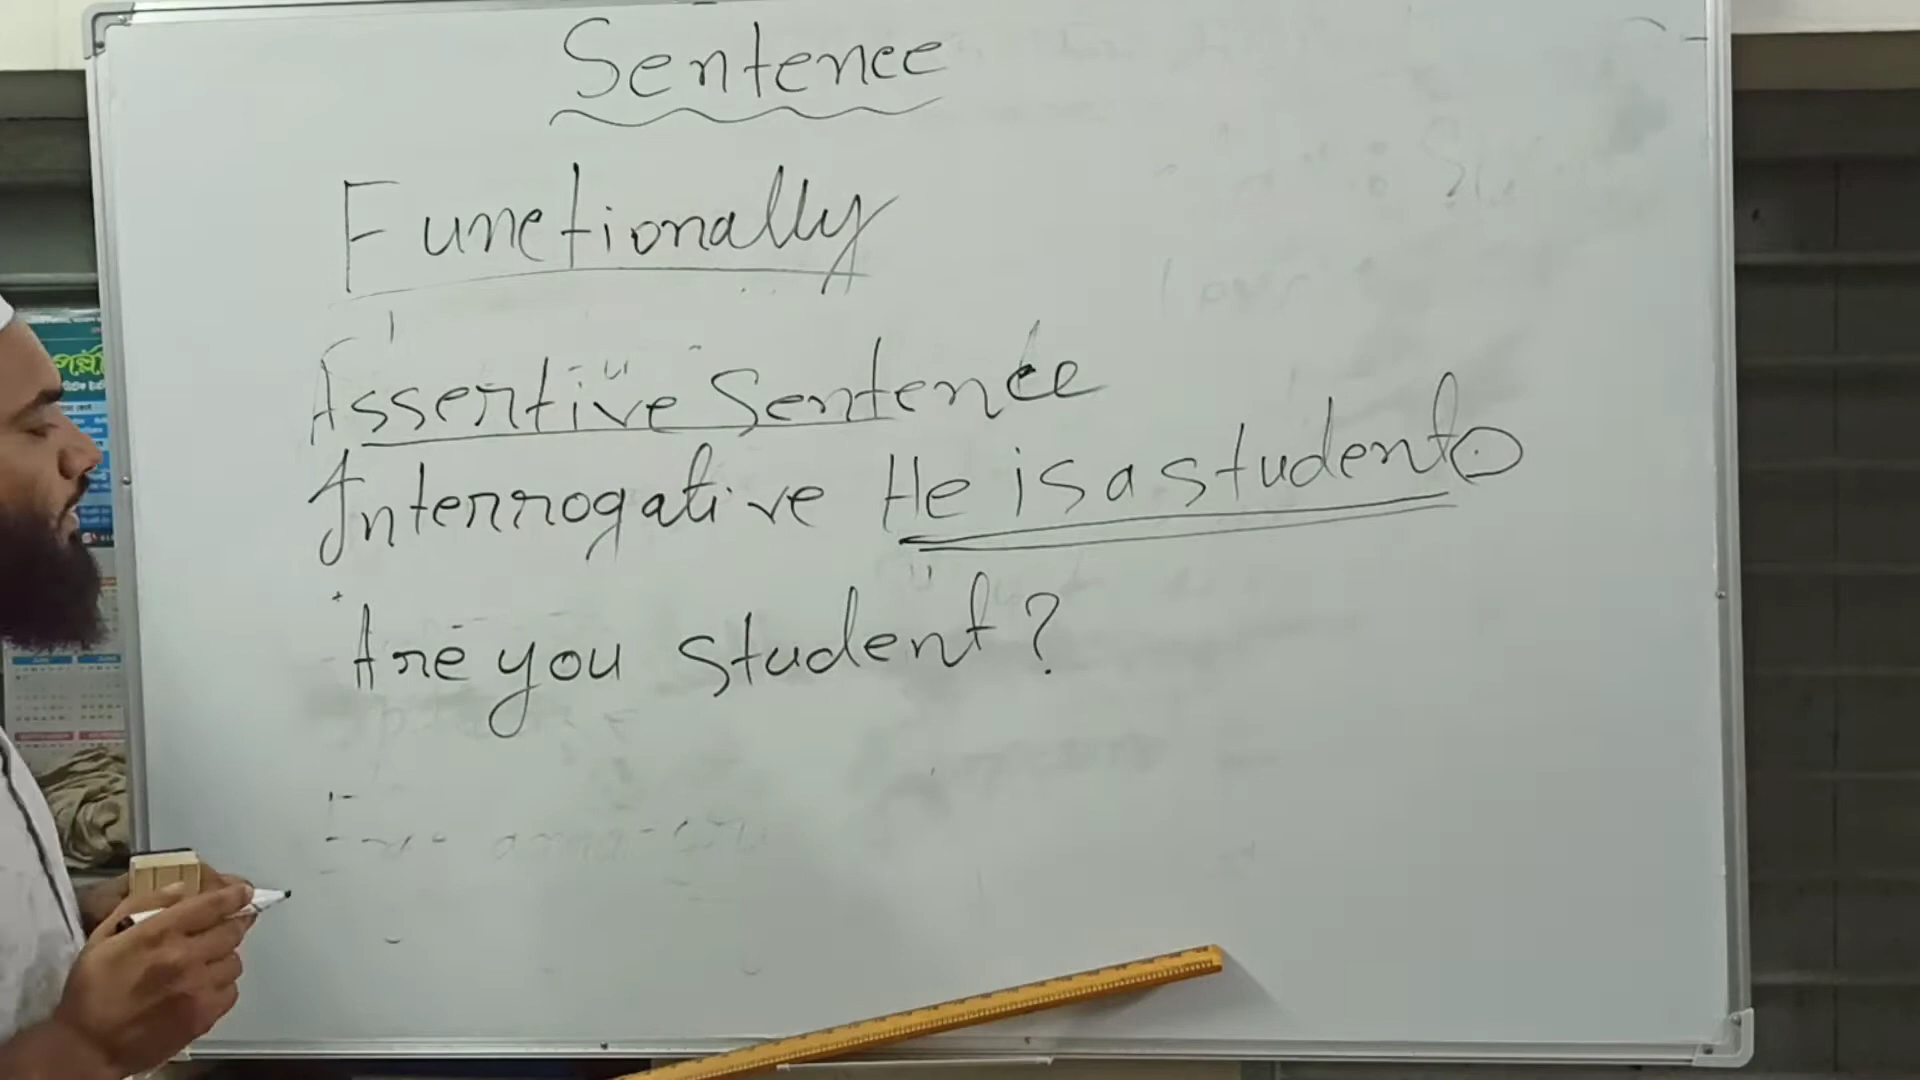 Sentence
Functionally
Assertive Sentence
Interrogative He is a student.
Are you student?